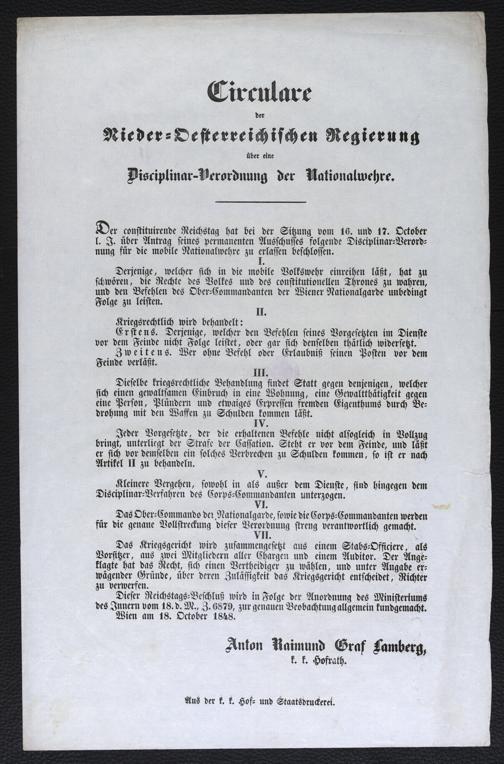 Circulare
der
Nieder-Oesterreichischen Regierung
über eine
Disciplinar-Verordnung der Nationalwehre.
Der constituirende Reichstag hat bei der Sitzung vom 16. und 17. October
l. J. über Antrag seines permanenten Ausschusses folgende Disciplinar-Verord-
nung für die mobile Nationalwehre zu erlassen beschlossen.
I.
Derjenige, welcher sich in die mobile Volkswehr einreihen läßt, hat zu
schwören, die Rechte des Volkes und des constitutionellen Thrones zu wahren,
und den Befehlen des Ober-Commandanten der Wiener Nationalgarde unbedingt
Folge zu leisten.
II.
Kriegsrechtlich wird behandelt:
Erstens. Derjenige, welcher den Befehlen seines Vorgesetzten im Dienste
vor dem Feinde nicht Folge leistet, oder gar sich denselben thätlich widersetzt.
Zweitens. Wer ohne Befehl oder Erlaubniß seinen Posten vor dem
Feinde verläßt.
III.
Dieselbe kriegsrechtliche Behandlung findet Statt gegen denjenigen, welcher
sich einen gewaltsamen Einbruch in eine Wohnung, eine Gewaltthätigkeit gegen
eine Person, Plündern und etwaiges Erpressen fremden Eigenthums durch Be-
drohung mit den Waffen zu Schulden kommen läßt.
IV.
Jeder Vorgesetzte, der die erhaltenen Befehle nicht alsogleich in Vollzug
bringt, unterliegt der Strafe der Cassation. Steht er vor dem Feinde, und läßt
er sich vor demselben ein solches Verbrechen zu Schulden kommen, so ist er nach
Artikel II zu behandeln.
V.
Kleinere Vergehen, sowohl in als außer dem Dienste, sind hingegen dem
Disciplinar-Verfahren des Corps-Commandanten unterzogen.
VI.
Das Ober-Commando der Nationalgarde, sowie die Corps-Commandanten werden
für die genaue Vollstreckung dieser Verordnung streng verantwortlich gemacht.
VII.
Das Kriegsgericht wird zusammengesetzt aus einem Stabs-Officiere, als
Vorsitzer, aus zwei Mitgliedern aller Chargen und einem Auditor. Der Ange-
klagte hat das Recht, sich einen Vertheidiger zu wählen, und unter Angabe er-
wägender Gründe, über deren Zulässigkeit das Kriegsgericht entscheidet, Richter
zu verwerfen.
Dieser Reichstags-Beschluß wird in Folge der Anordnung des Ministeriums
des Innern vom 18. d. M., Z. 6879, zur genauen Beobachtung allgemein kundgemacht.
Wien am 18. October 1848.
Anton Raimund Graf Lamberg,
k. k. Hofrath.
Aus der k. k. Hof- und Staatsdruckerei.